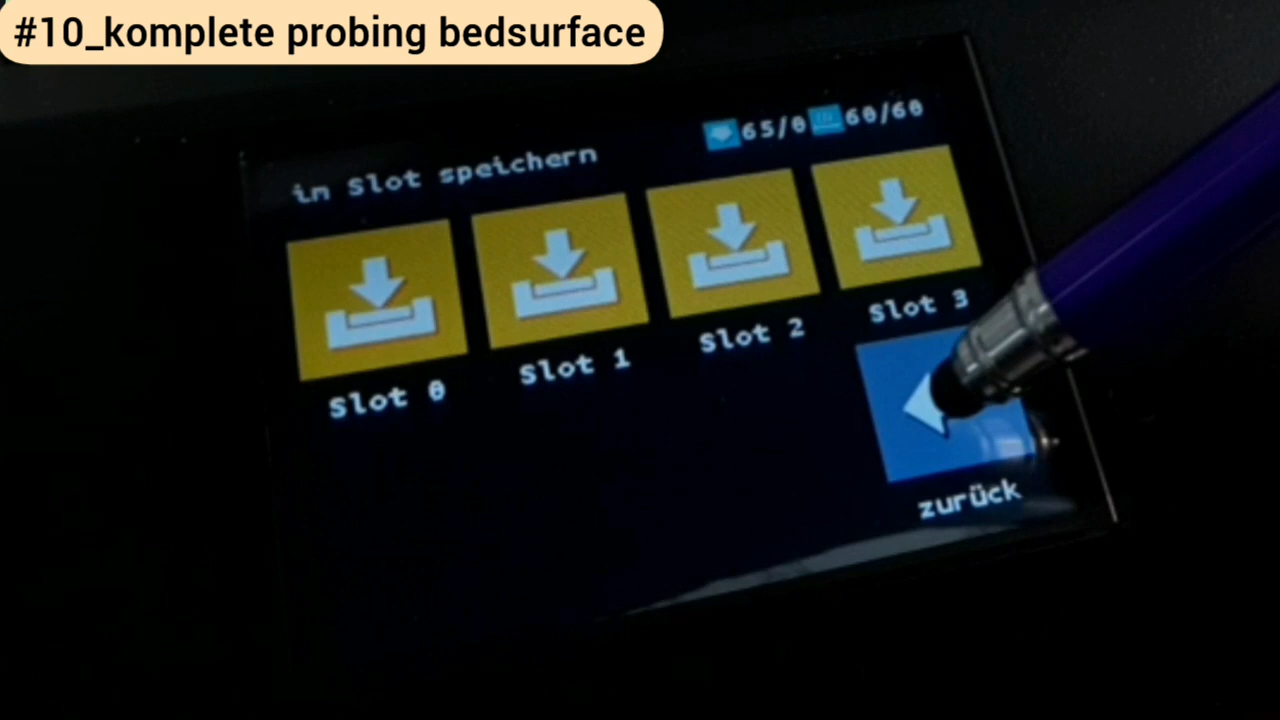 #10_komplete probing bedsurface
in Slot speichern
65/0 60/60
Slot 0
Slot 1
Slot 2
Slot 3
zurück